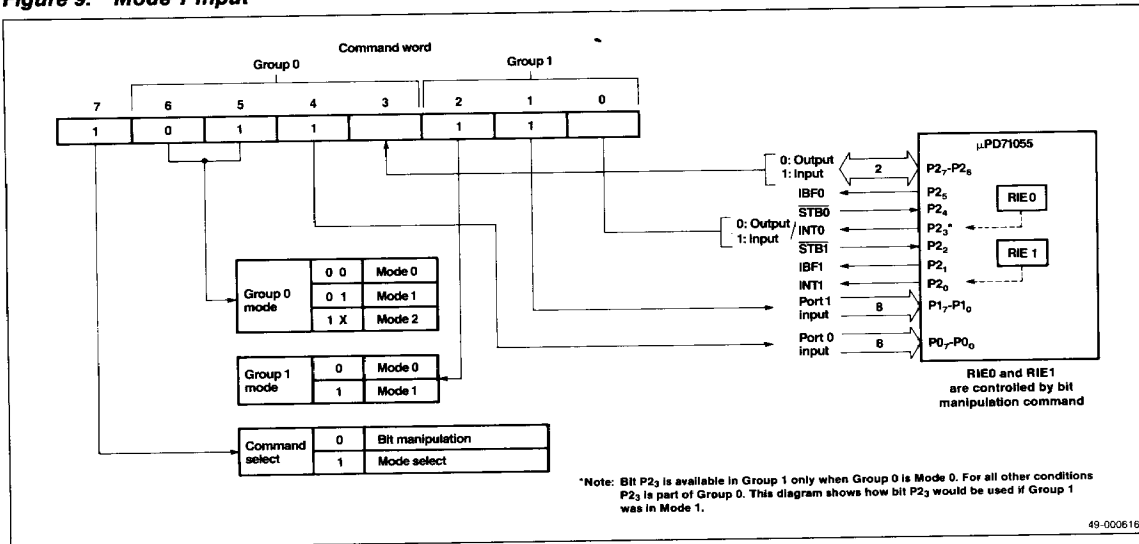 Figure 9. Mode 1 Input
Command word
Group 0
Group 1
7 6 5 4 3 2 1 0
1 0 1 1 1 1
Group 0 mode
0 0 Mode 0
0 1 Mode 1
1 X Mode 2
Group 1 mode
0 Mode 0
1 Mode 1
Command select
0 Bit manipulation
1 Mode select
0: Output
1: Input
0: Output
1: Input
IBF0
STB0
INT0
STB1
IBF1
INT1
Port 1
input
Port 0
input
2
8
8
μPD71055
P2₇-P2₆
P2₅
P2₄
P2₃*
P2₂
P2₁
P2₀
P1₇-P1₀
P0₇-P0₀
RIE0
RIE 1
RIE0 and RIE1
are controlled by bit
manipulation command
*Note: Bit P2₃ is available in Group 1 only when Group 0 is Mode 0. For all other conditions
P2₃ is part of Group 0. This diagram shows how bit P2₃ would be used if Group 1
was in Mode 1.
49-000616